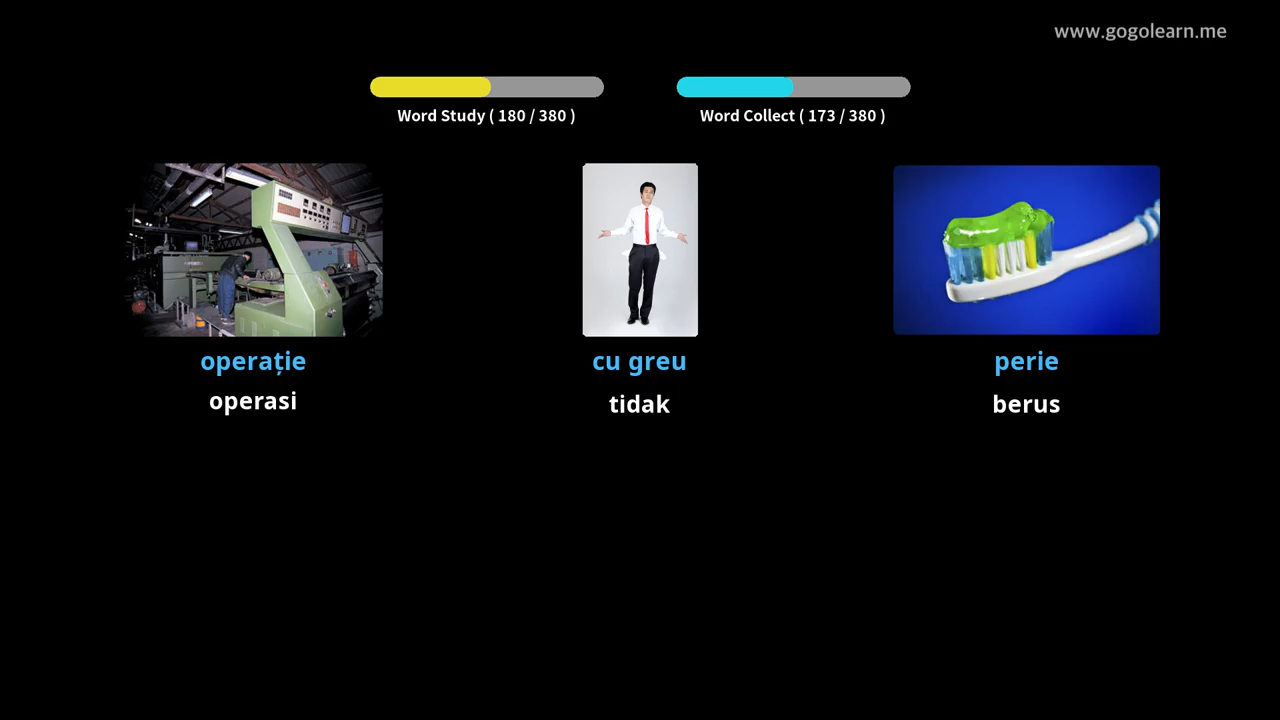 www.gogolearn.me
Word Study ( 180 / 380 )
Word Collect ( 173 / 380 )
operație
cu greu
perie
operasi
tidak
berus